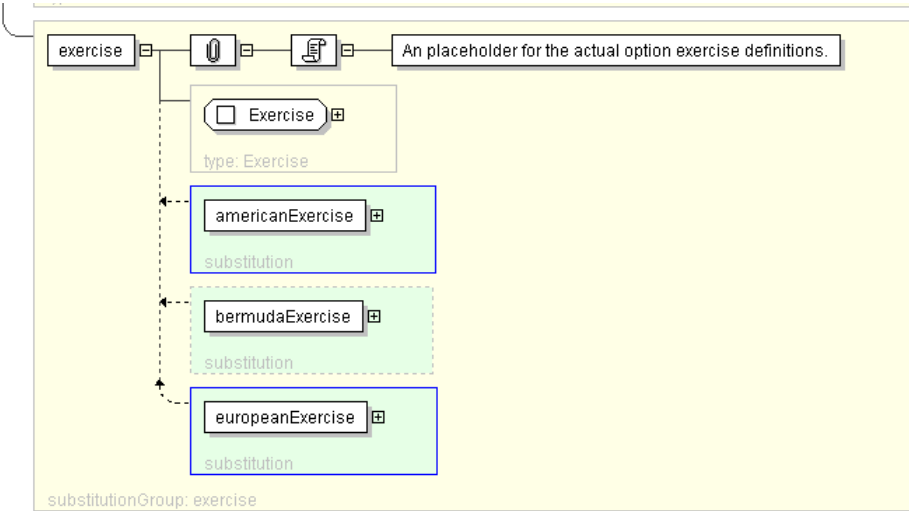 exercise
An placeholder for the actual option exercise definitions.
Exercise
type: Exercise
americanExercise
substitution
bermudaExercise
substitution
europeanExercise
substitution
substitutionGroup: exercise